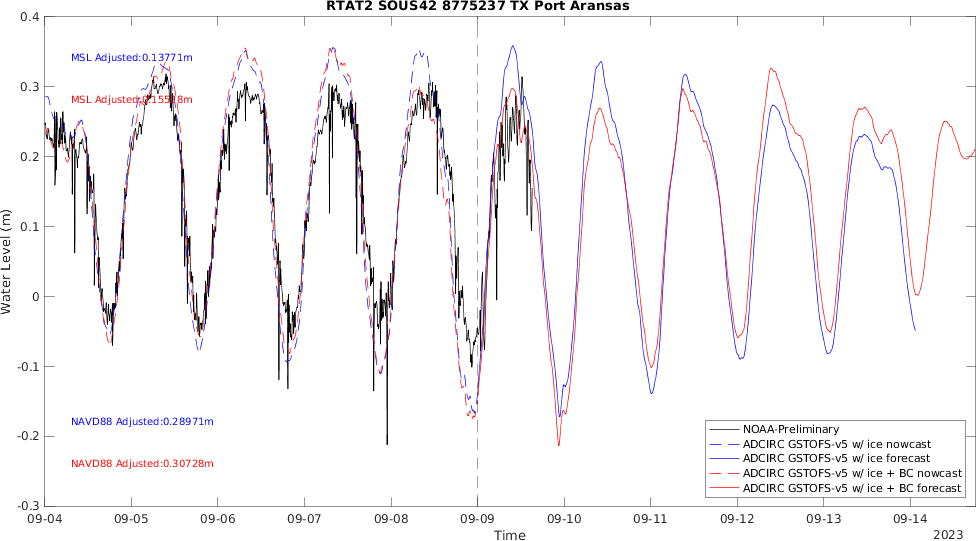 RTAT2 SOUS42 8775237 TX Port Aransas
0.4
0.3
0.2
0.1
0
-0.1
-0.2
-0.3
Water Level (m)
MSL Adjusted:0.13771m
MSL Adjusted:0.15528m
NAVD88 Adjusted:0.28971m
NAVD88 Adjusted:0.30728m
NOAA-Preliminary
ADCIRC GSTOFS-v5 w/ ice nowcast
ADCIRC GSTOFS-v5 w/ ice forecast
ADCIRC GSTOFS-v5 w/ ice + BC nowcast
ADCIRC GSTOFS-v5 w/ ice + BC forecast
09-04 09-05 09-06 09-07 09-08 09-09 09-10 09-11 09-12 09-13 09-14
Time
2023